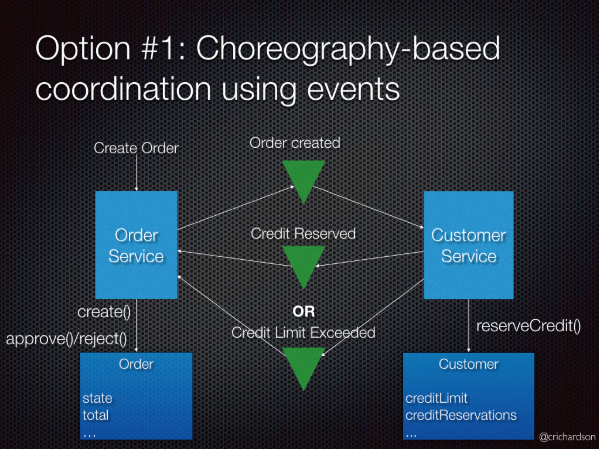 Option #1: Choreography-based
coordination using events
Create Order
Order created
Order
Service
Credit Reserved
Customer
Service
OR
Credit Limit Exceeded
create()
approve()/reject()
reserveCredit()
Order
state
total
...
Customer
creditLimit
creditReservations
...
@crichardson